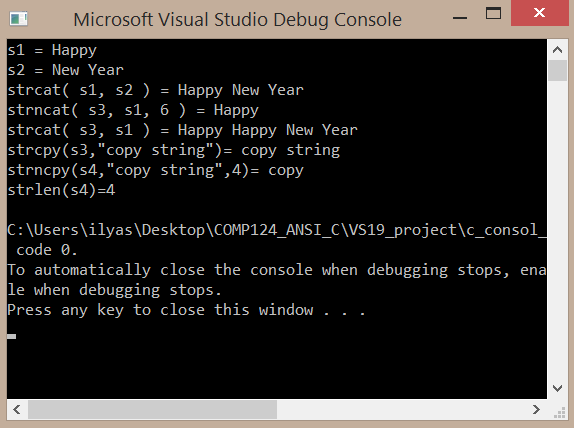 Microsoft Visual Studio Debug Console
s1 = Happy
s2 = New Year
strcat( s1, s2 ) = Happy New Year
strncat( s3, s1, 6 ) = Happy
strcat( s3, s1 ) = Happy Happy New Year
strcpy(s3,"copy string")= copy string
strncpy(s4,"copy string",4)= copy
strlen(s4)=4
C:\Users\ilyas\Desktop\COMP124_ANSI_C\VS19_project\c_consol_
 code 0.
To automatically close the console when debugging stops, ena
le when debugging stops.
Press any key to close this window . . .